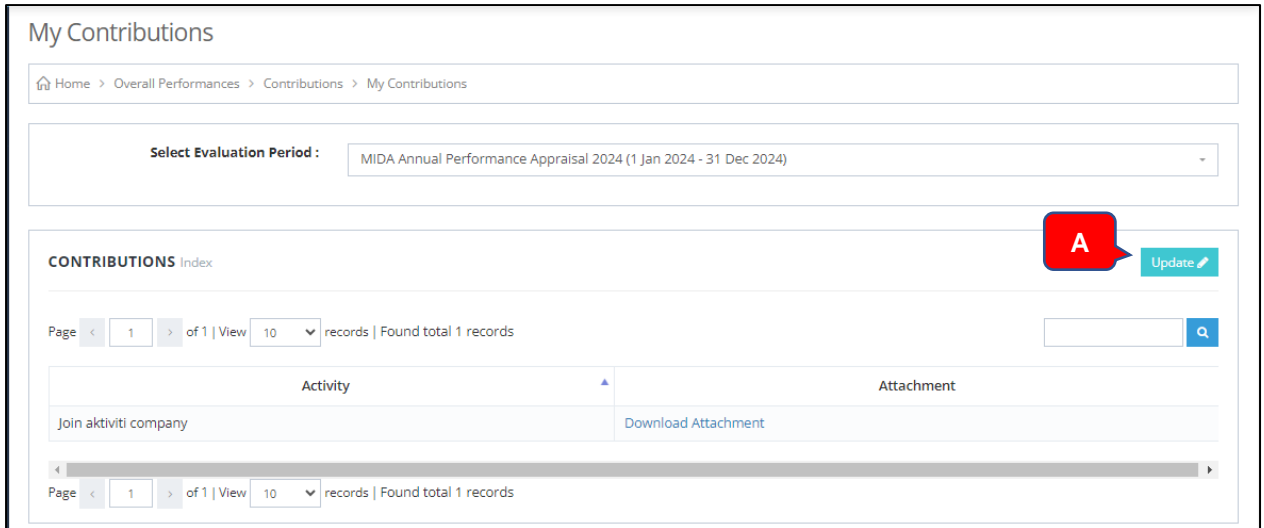 My Contributions
Home > Overall Performances > Contributions > My Contributions
Select Evaluation Period :
MIDA Annual Performance Appraisal 2024 (1 Jan 2024 - 31 Dec 2024)
A
CONTRIBUTIONS Index
Update
Page < 1 > of 1 | View 10 records | Found total 1 records
Activity Attachment
Join aktiviti company Download Attachment
Page < 1 > of 1 | View 10 records | Found total 1 records